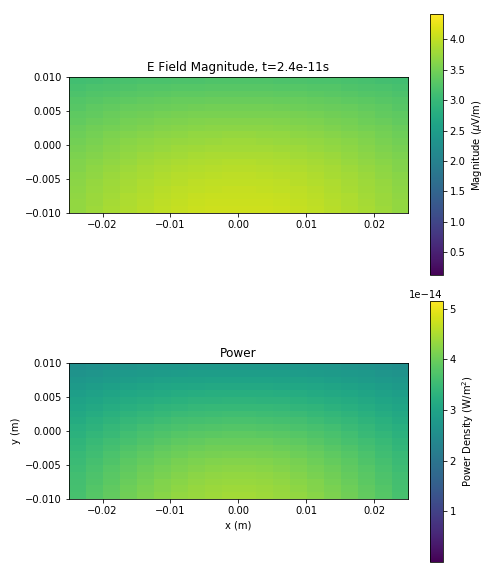 E Field Magnitude, t=2.4e-11s
0.010
0.005
0.000
−0.005
−0.010
−0.02 −0.01 0.00 0.01 0.02
4.0
3.5
3.0
2.5
2.0
1.5
1.0
0.5
Magnitude (μV/m)
Power
0.010
0.005
0.000
−0.005
−0.010
y (m)
−0.02 −0.01 0.00 0.01 0.02
x (m)
1e−14
5
4
3
2
1
Power Density (W/m²)